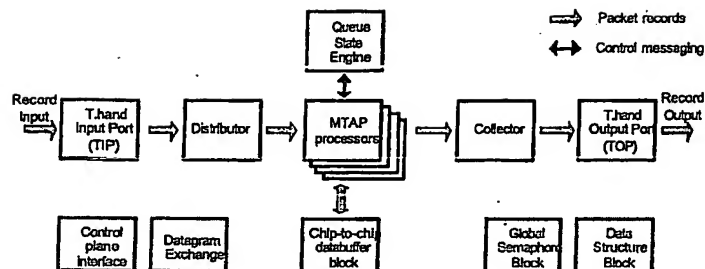 Packet records
Control messaging
Queue
State
Engine
Record
Input
T.hand
Input Port
(TIP)
Distributor
MTAP
processors
Collector
T.hand
Output Port
(TOP)
Record
Output
Control
plane
interface
Datagram
Exchange
Chip-to-chip
databuffer
block
Global
Semaphore
Block
Data
Structure
Block